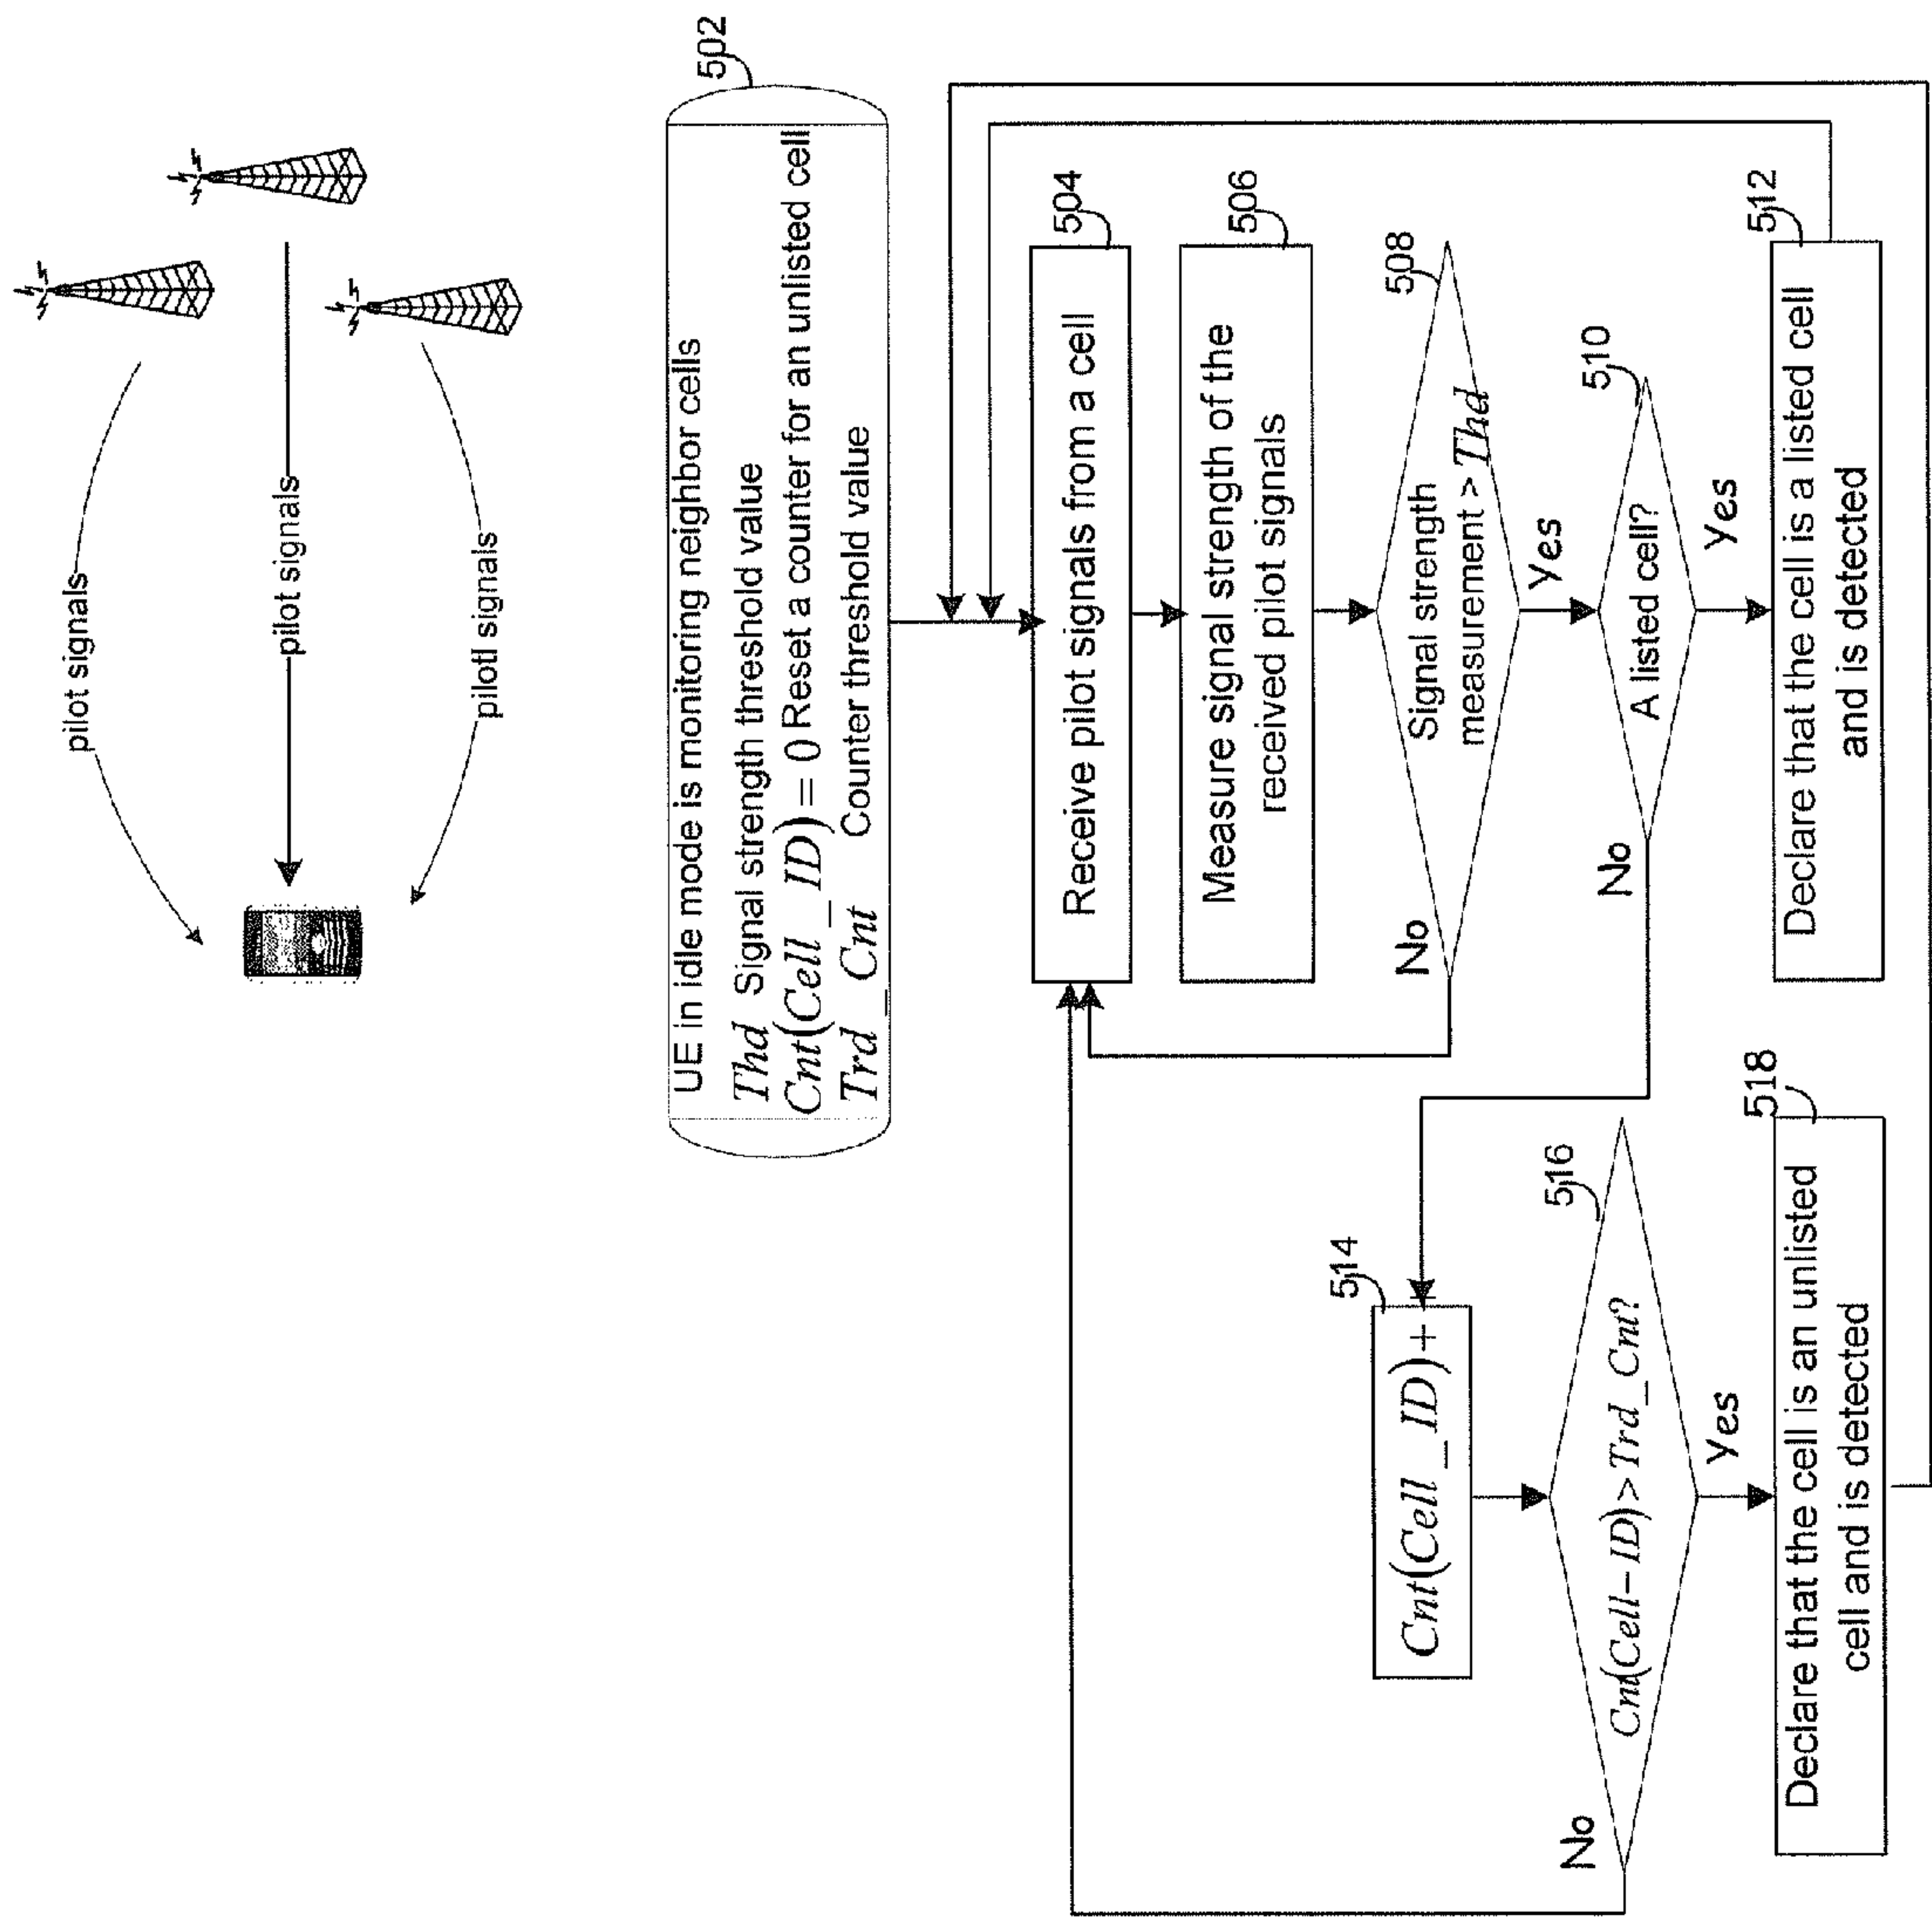 pilot signals
pilot signals
pilotl signals
502
UE in idle mode is monitoring neighbor cells
Thd Signal strength threshold value
Cnt(Cell_ID) = 0 Reset a counter for an unlisted cell
Trd_Cnt Counter threshold value
504
Receive pilot signals from a cell
506
Measure signal strength of the
received pilot signals
508
Signal strength
measurement > Thd
No
Yes
510
A listed cell?
No
Yes
512
Declare that the cell is a listed cell
and is detected
514
Cnt(Cell_ID)++
516
Cnt(Cell-ID)>Trd_Cnt?
No
Yes
518
Declare that the cell is an unlisted
cell and is detected